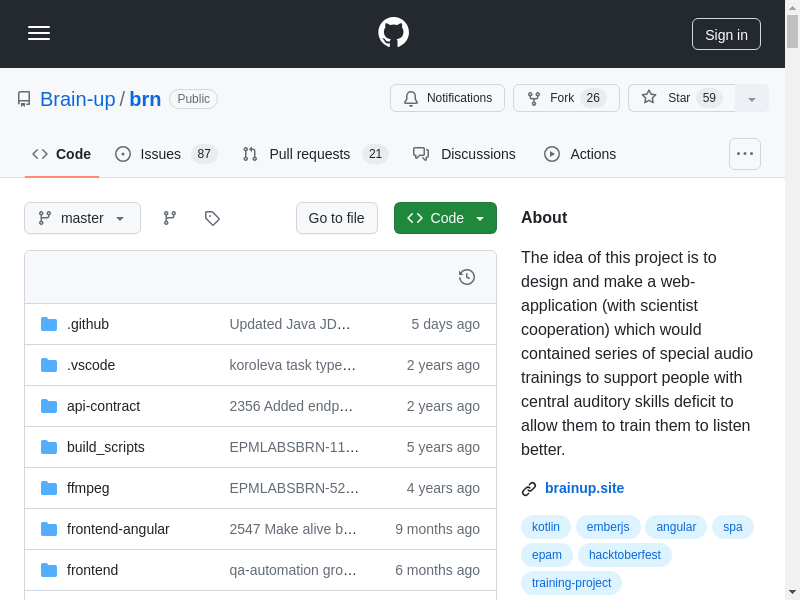 Sign in
Brain-up / brn Public
Notifications Fork 26 Star 59
Code Issues 87 Pull requests 21 Discussions Actions
master Go to file Code
.github Updated Java JD… 5 days ago
.vscode koroleva task type… 2 years ago
api-contract 2356 Added endp… 2 years ago
build_scripts EPMLABSBRN-11… 5 years ago
ffmpeg EPMLABSBRN-52… 4 years ago
frontend-angular 2547 Make alive b… 9 months ago
frontend qa-automation gro… 6 months ago
About
The idea of this project is to
design and make a web-
application (with scientist
cooperation) which would
contained series of special audio
trainings to support people with
central auditory skills deficit to
allow them to train them to listen
better.
brainup.site
kotlin emberjs angular spa
epam hacktoberfest
training-project